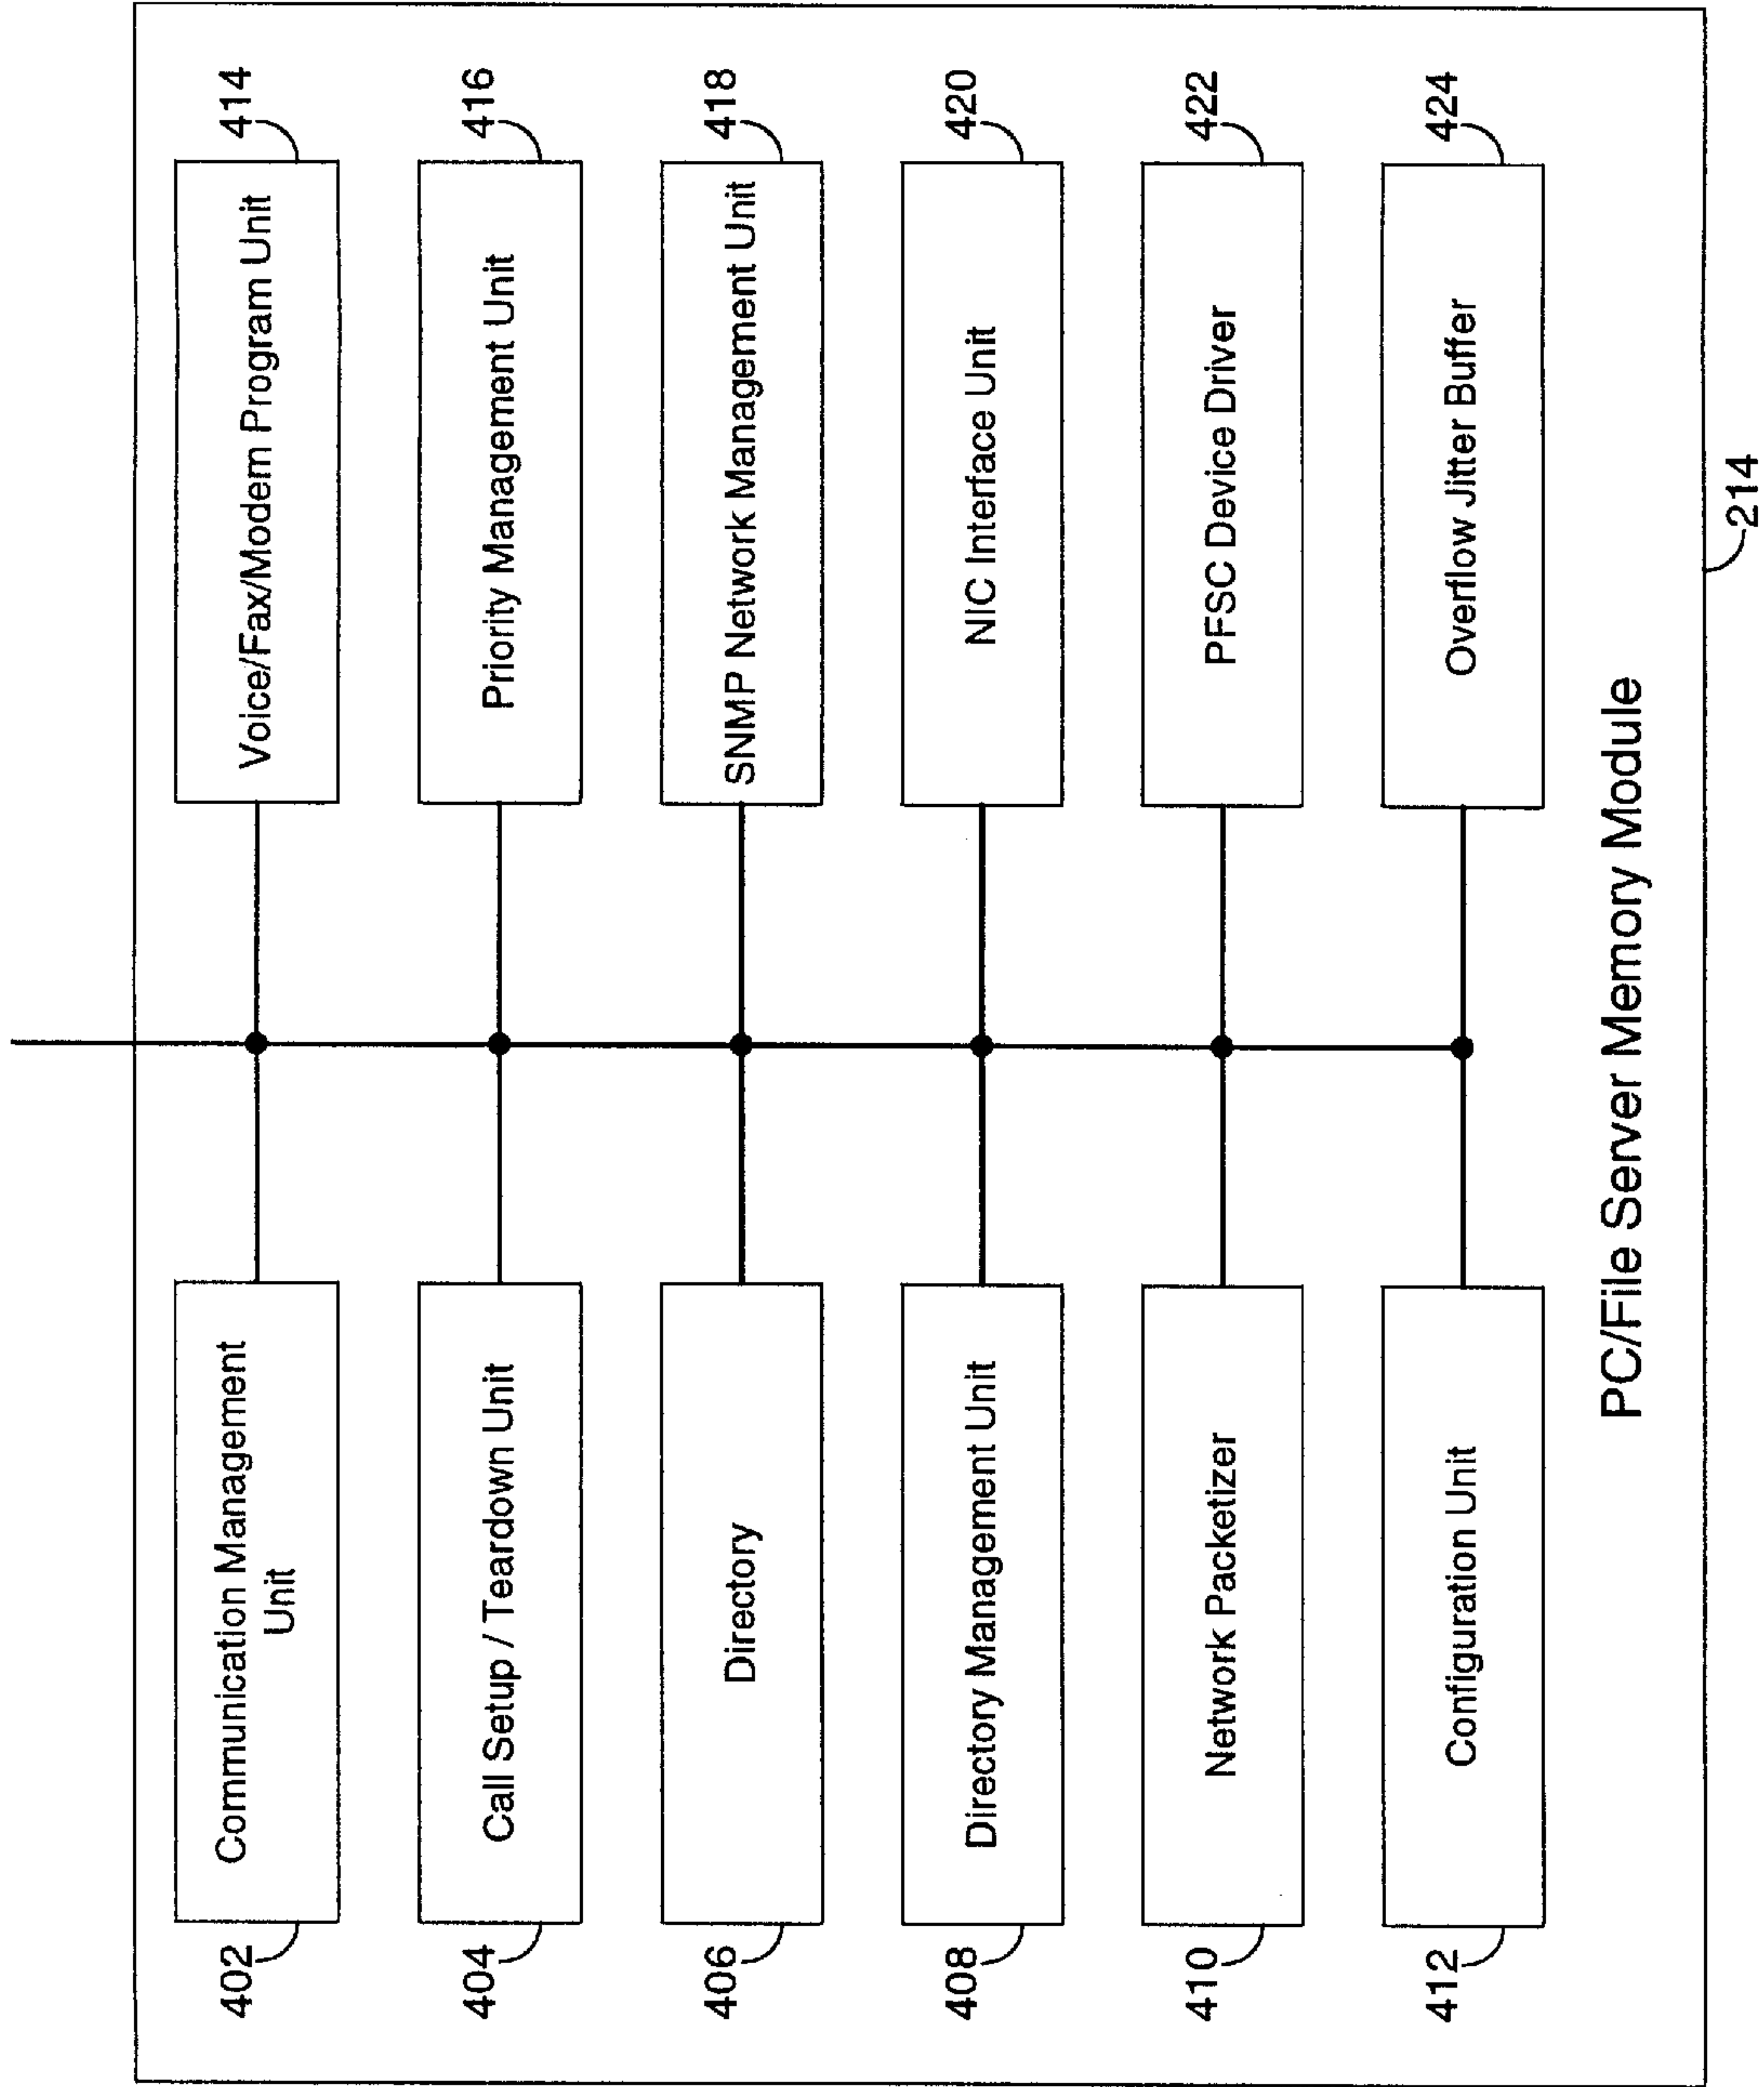 402
Communication Management
Unit
404
Call Setup / Teardown Unit
406
Directory
408
Directory Management Unit
410
Network Packetizer
412
Configuration Unit
Voice/Fax/Modem Program Unit
414
Priority Management Unit
416
SNMP Network Management Unit
418
NIC Interface Unit
420
PFSC Device Driver
422
Overflow Jitter Buffer
424
PC/File Server Memory Module
214